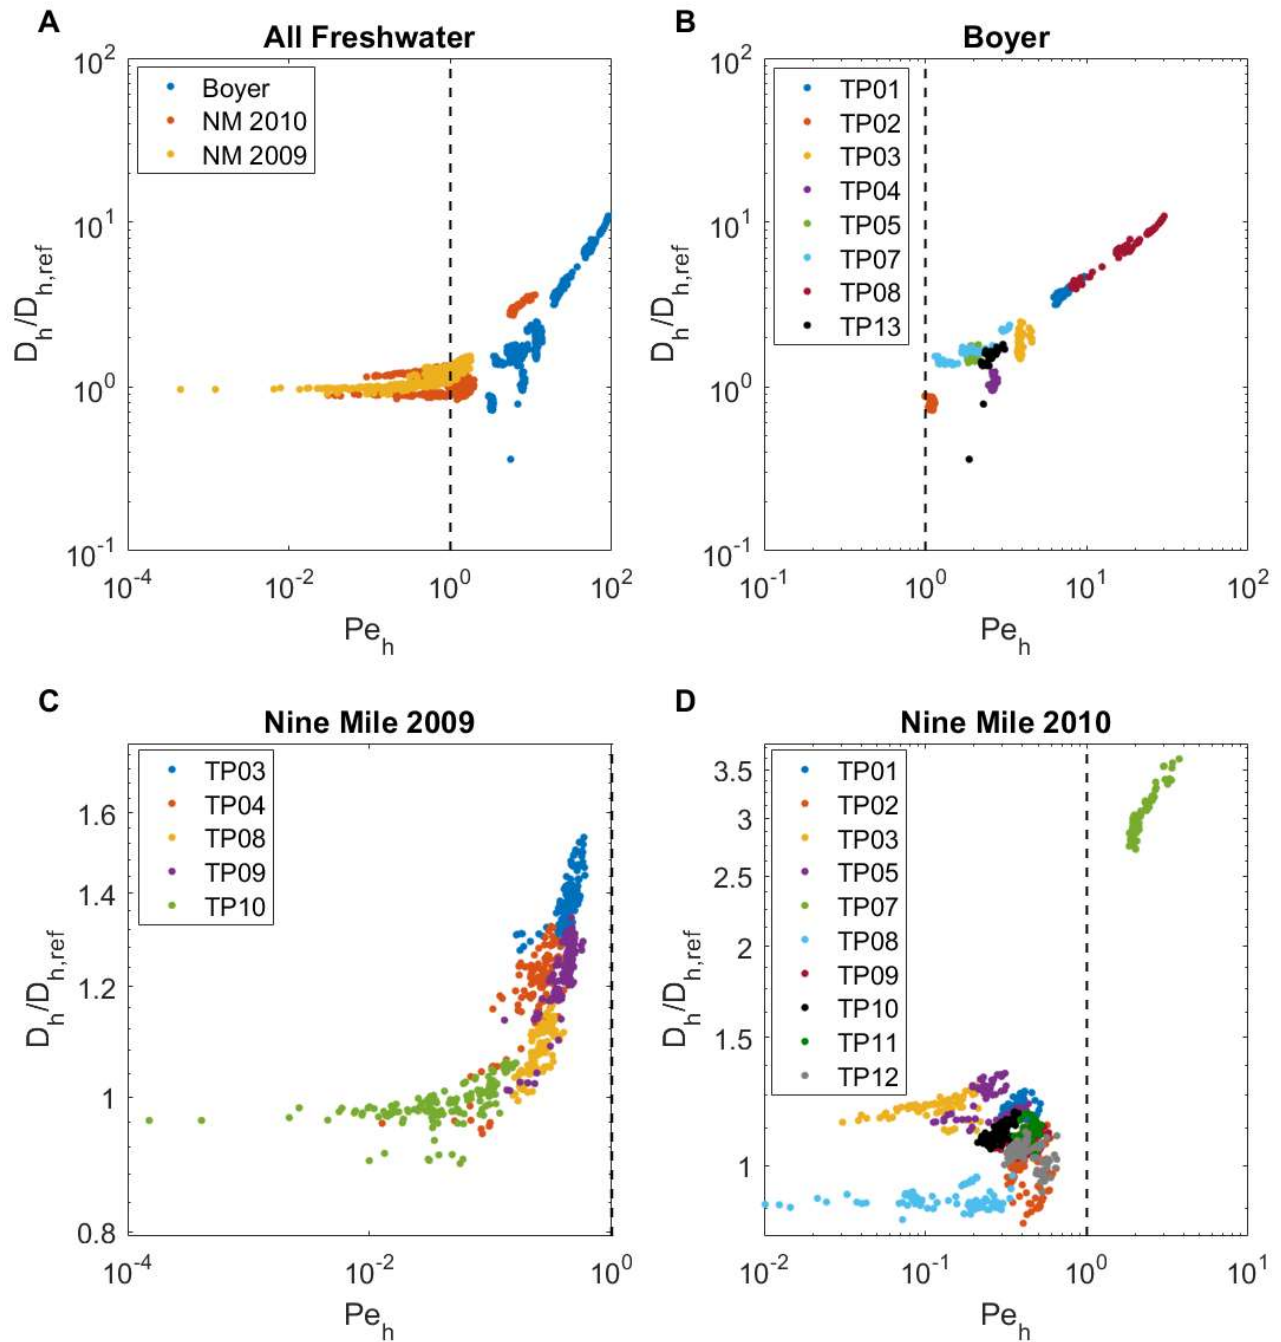 A
All Freshwater
Boyer
NM 2010
NM 2009
10^2
10^1
10^0
10^-1
D_h/D_h,ref
10^-4
10^-2
10^0
10^2
Pe_h
B
Boyer
TP01
TP02
TP03
TP04
TP05
TP07
TP08
TP13
10^2
10^1
10^0
10^-1
D_h/D_h,ref
10^-1
10^0
10^1
10^2
Pe_h
C
Nine Mile 2009
TP03
TP04
TP08
TP09
TP10
1.6
1.4
1.2
1
0.8
D_h/D_h,ref
10^-4
10^-2
10^0
Pe_h
D
Nine Mile 2010
TP01
TP02
TP03
TP05
TP07
TP08
TP09
TP10
TP11
TP12
3.5
3
2.5
2
1.5
1
D_h/D_h,ref
10^-2
10^-1
10^0
10^1
Pe_h